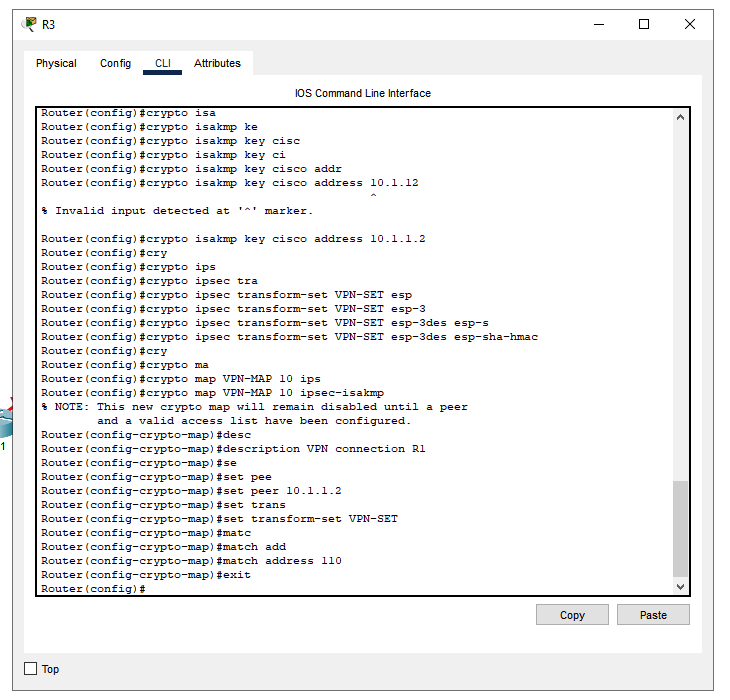 R3
Physical Config CLI Attributes
IOS Command Line Interface
Router(config)#crypto isa
Router(config)#crypto isakmp ke
Router(config)#crypto isakmp key cisc
Router(config)#crypto isakmp key ci
Router(config)#crypto isakmp key cisco addr
Router(config)#crypto isakmp key cisco address 10.1.12
^
% Invalid input detected at '^' marker.
Router(config)#crypto isakmp key cisco address 10.1.1.2
Router(config)#cry
Router(config)#crypto ips
Router(config)#crypto ipsec tra
Router(config)#crypto ipsec transform-set VPN-SET esp
Router(config)#crypto ipsec transform-set VPN-SET esp-3
Router(config)#crypto ipsec transform-set VPN-SET esp-3des esp-s
Router(config)#crypto ipsec transform-set VPN-SET esp-3des esp-sha-hmac
Router(config)#cry
Router(config)#crypto ma
Router(config)#crypto map VPN-MAP 10 ips
Router(config)#crypto map VPN-MAP 10 ipsec-isakmp
% NOTE: This new crypto map will remain disabled until a peer
and a valid access list have been configured.
Router(config-crypto-map)#desc
Router(config-crypto-map)#description VPN connection R1
Router(config-crypto-map)#se
Router(config-crypto-map)#set pee
Router(config-crypto-map)#set peer 10.1.1.2
Router(config-crypto-map)#set trans
Router(config-crypto-map)#set transform-set VPN-SET
Router(config-crypto-map)#matc
Router(config-crypto-map)#match add
Router(config-crypto-map)#match address 110
Router(config-crypto-map)#exit
Router(config)#
Copy Paste
Top
1